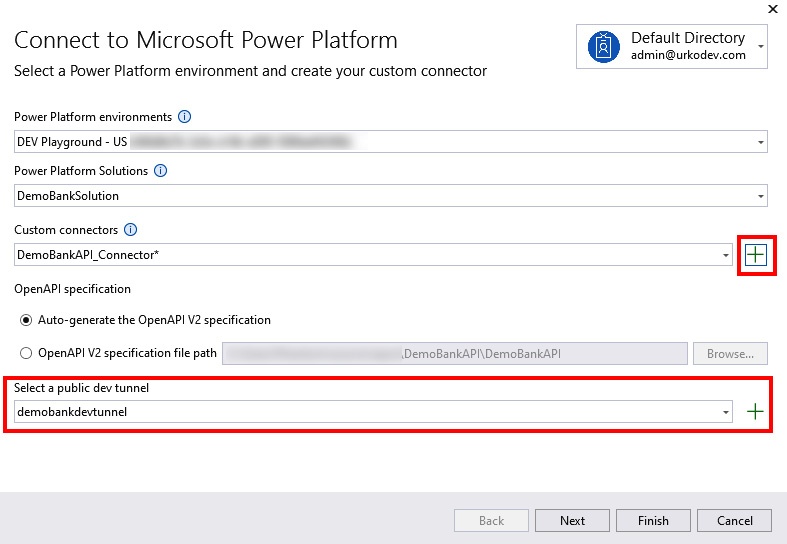 Connect to Microsoft Power Platform
Default Directory
admin@urkodev.com
Select a Power Platform environment and create your custom connector
Power Platform environments
DEV Playground - US
Power Platform Solutions
DemoBankSolution
Custom connectors
DemoBankAPI_Connector*
OpenAPI specification
Auto-generate the OpenAPI V2 specification
OpenAPI V2 specification file path
\DemoBankAPI\DemoBankAPI
Browse...
Select a public dev tunnel
demobankdevtunnel
Back
Next
Finish
Cancel